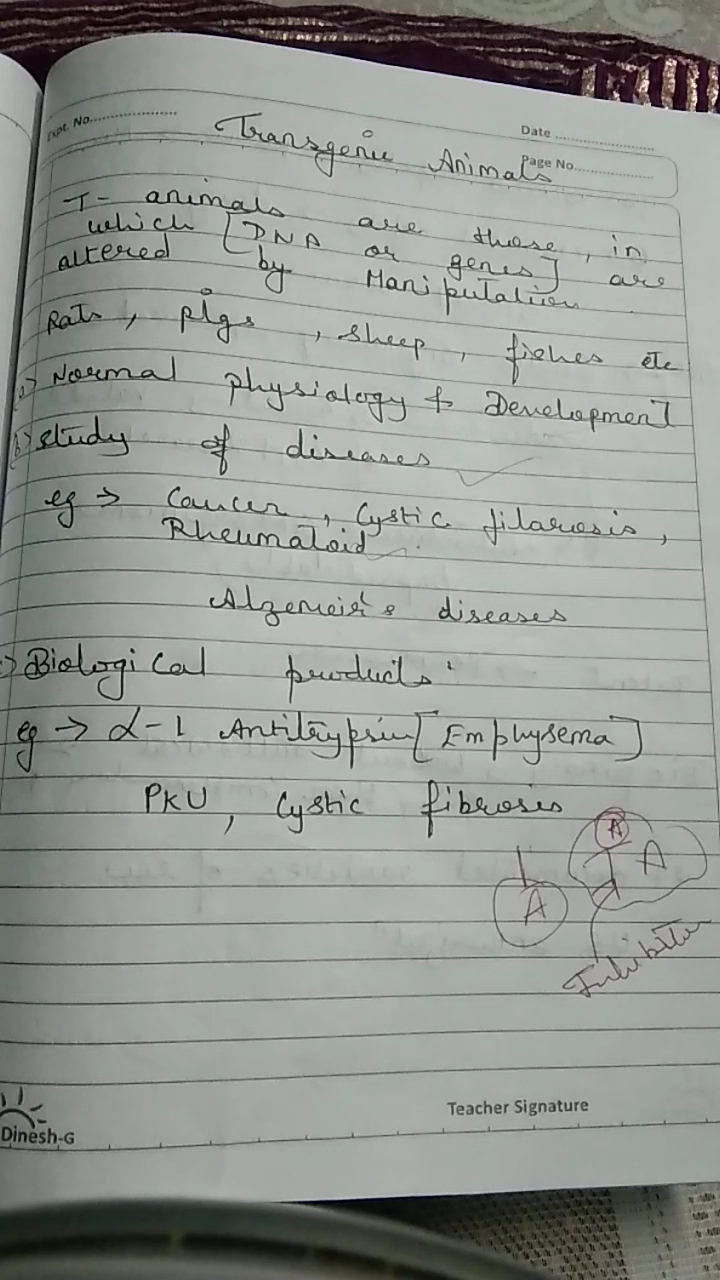 Expt. No..................
Date ......................
Transgenic Animals
Page No...................
T- animals are those, in
which [DNA or genes] are
altered by Manipulation
Rats, pigs, sheep, fishes etc
a) Normal physiology & Development
b) study of diseases
eg → Cancer, Cystic filarosis,
Rheumatoid
Algemeir's diseases
c) Biological products'
eg → α-1 Antitrypsin [Emphysema]
PKU, Cystic fibrosis
A
A
A
Inhibitor
Teacher Signature
Dinesh-G